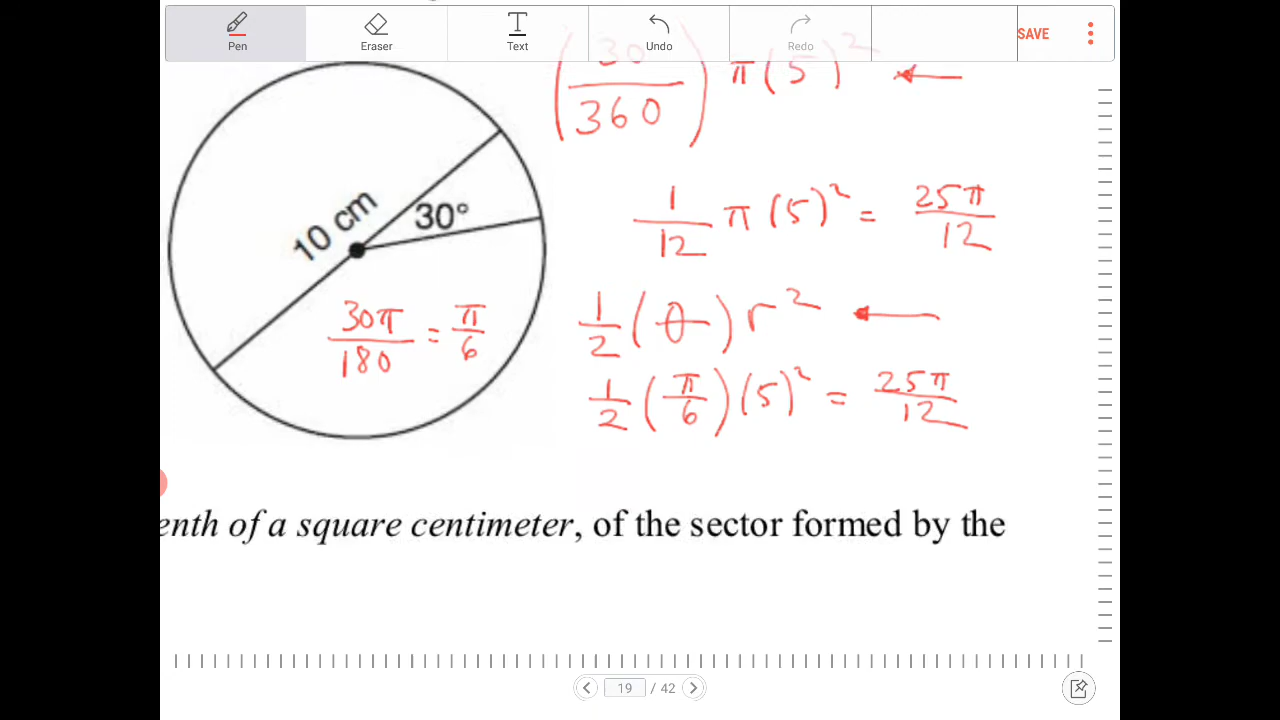 Pen Eraser Text Undo Redo SAVE
(30/360) π(5)²
1/12 π(5)² = 25π/12
10 cm 30°
30π/180 = π/6
1/2(θ)r²
1/2(π/6)(5)² = 25π/12
enth of a square centimeter, of the sector formed by the
19 / 42